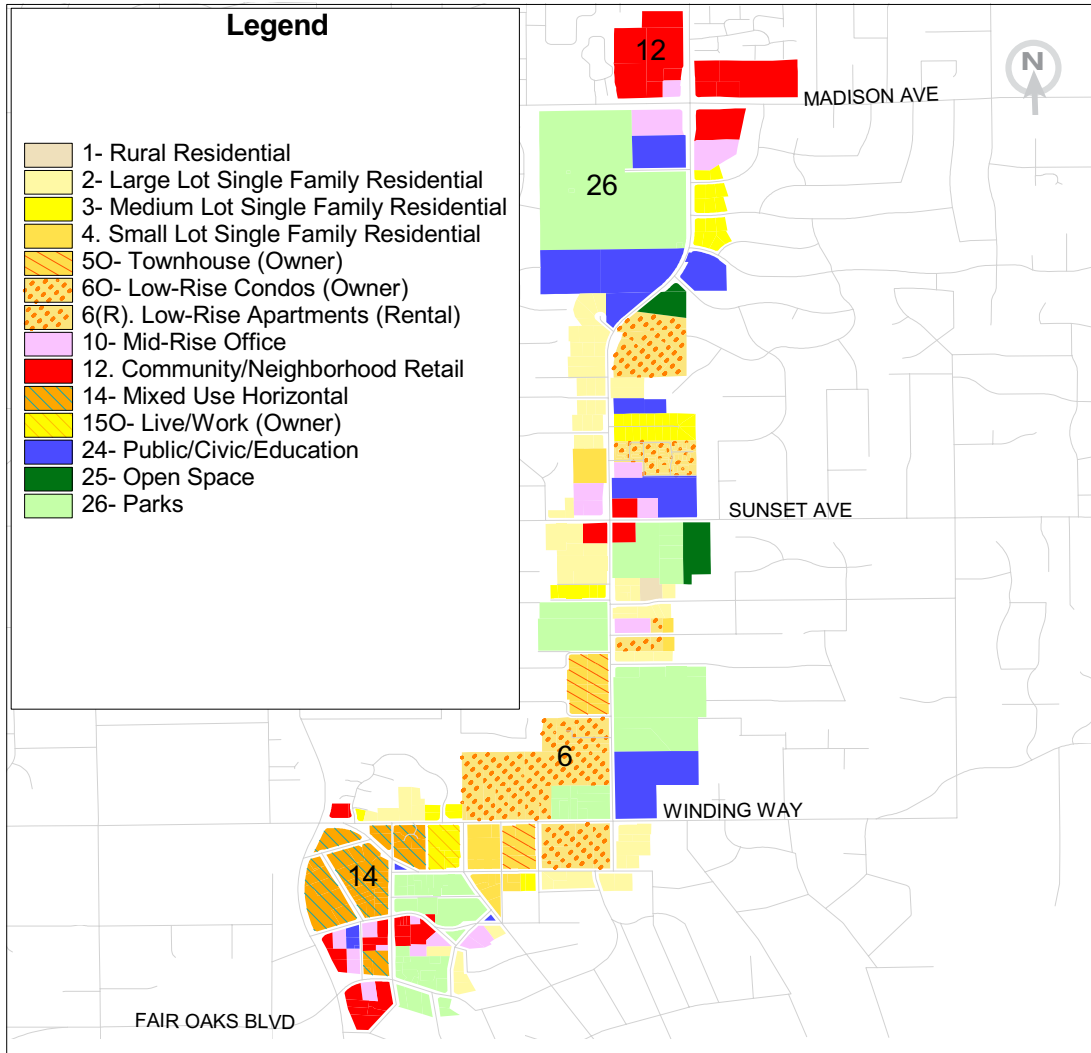 Legend
1- Rural Residential
2- Large Lot Single Family Residential
3- Medium Lot Single Family Residential
4. Small Lot Single Family Residential
5O- Townhouse (Owner)
6O- Low-Rise Condos (Owner)
6(R). Low-Rise Apartments (Rental)
10- Mid-Rise Office
12. Community/Neighborhood Retail
14- Mixed Use Horizontal
15O- Live/Work (Owner)
24- Public/Civic/Education
25- Open Space
26- Parks
12
N
MADISON AVE
26
SUNSET AVE
6
WINDING WAY
14
FAIR OAKS BLVD